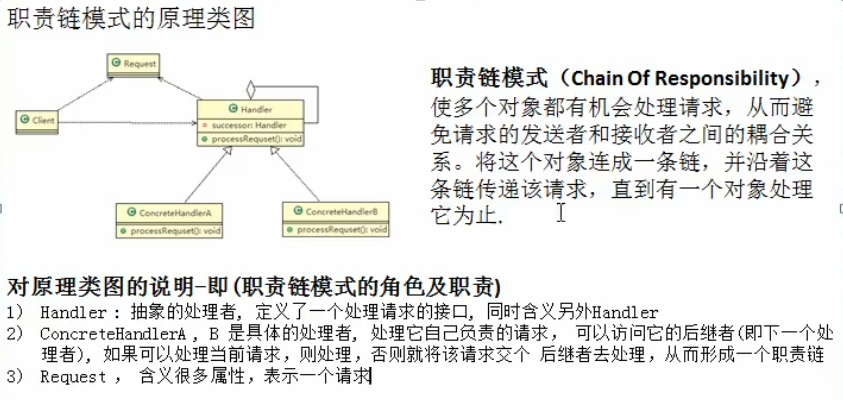 职责链模式的原理类图
Request
Client
Handler
successor: Handler
processRequset(): void
ConcreteHandlerA
processRequset(): void
ConcreteHandlerB
processRequset(): void
职责链模式（Chain Of Responsibility），
使多个对象都有机会处理请求，从而避
免请求的发送者和接收者之间的耦合关
系。将这个对象连成一条链，并沿着这
条链传递该请求，直到有一个对象处理
它为止.
对原理类图的说明-即(职责链模式的角色及职责)
1) Handler : 抽象的处理者, 定义了一个处理请求的接口, 同时含义另外Handler
2) ConcreteHandlerA , B 是具体的处理者, 处理它自己负责的请求， 可以访问它的后继者(即下一个处
理者), 如果可以处理当前请求，则处理，否则就将该请求交个 后继者去处理，从而形成一个职责链
3) Request ， 含义很多属性，表示一个请求